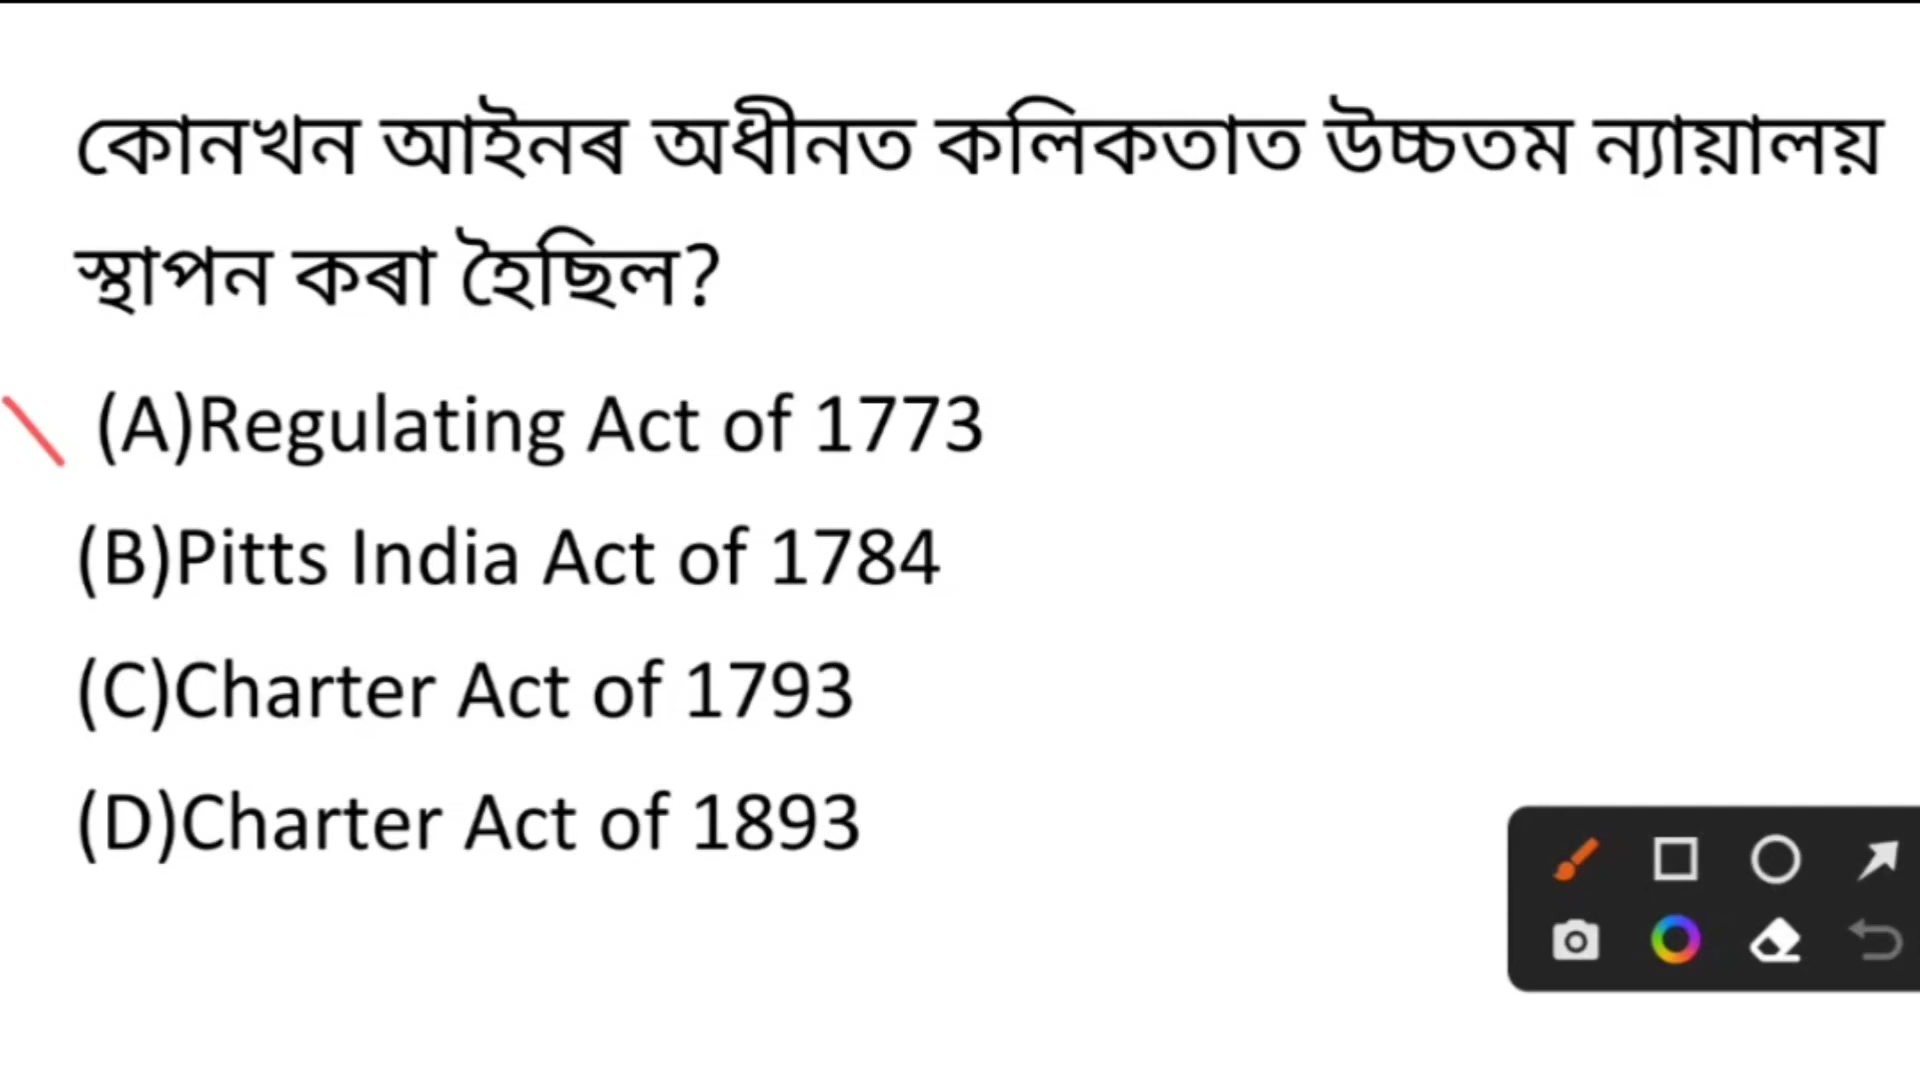 কোনখন আইনৰ অধীনত কলিকতাত উচ্চতম ন্যায়ালয়
স্থাপন কৰা হৈছিল?
(A)Regulating Act of 1773
(B)Pitts India Act of 1784
(C)Charter Act of 1793
(D)Charter Act of 1893